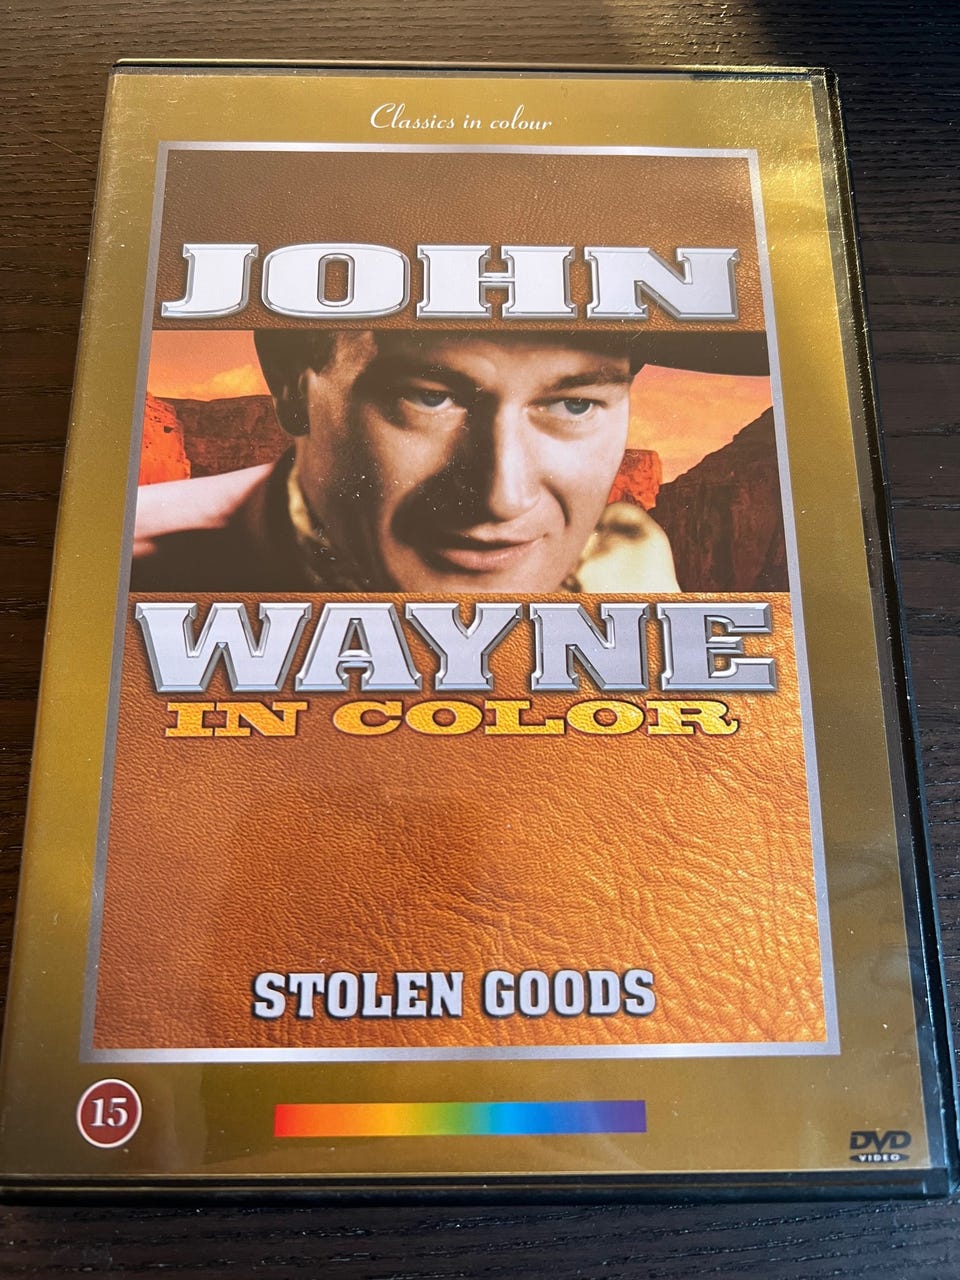 Classics in colour
JOHN
WAYNE
IN COLOR
STOLEN GOODS
15
DVD
VIDEO